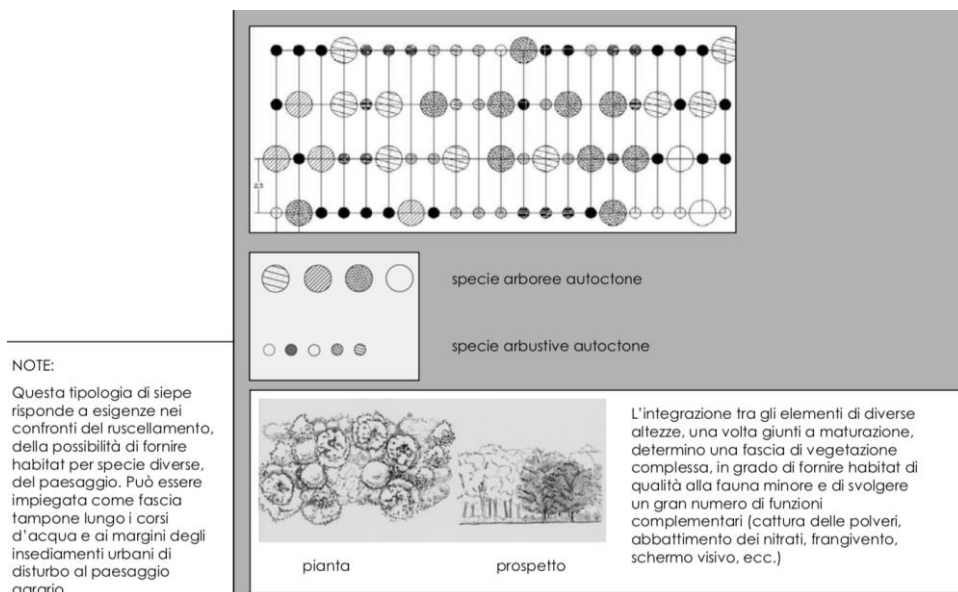 2,5
specie arboree autoctone
specie arbustive autoctone
NOTE:
Questa tipologia di siepe
risponde a esigenze nei
confronti del ruscellamento,
della possibilità di fornire
habitat per specie diverse,
del paesaggio. Può essere
impiegata come fascia
tampone lungo i corsi
d'acqua e ai margini degli
insediamenti urbani di
disturbo al paesaggio
agrario.
pianta
prospetto
L'integrazione tra gli elementi di diverse
altezze, una volta giunti a maturazione,
determino una fascia di vegetazione
complessa, in grado di fornire habitat di
qualità alla fauna minore e di svolgere
un gran numero di funzioni
complementari (cattura delle polveri,
abbattimento dei nitrati, frangivento,
schermo visivo, ecc.)